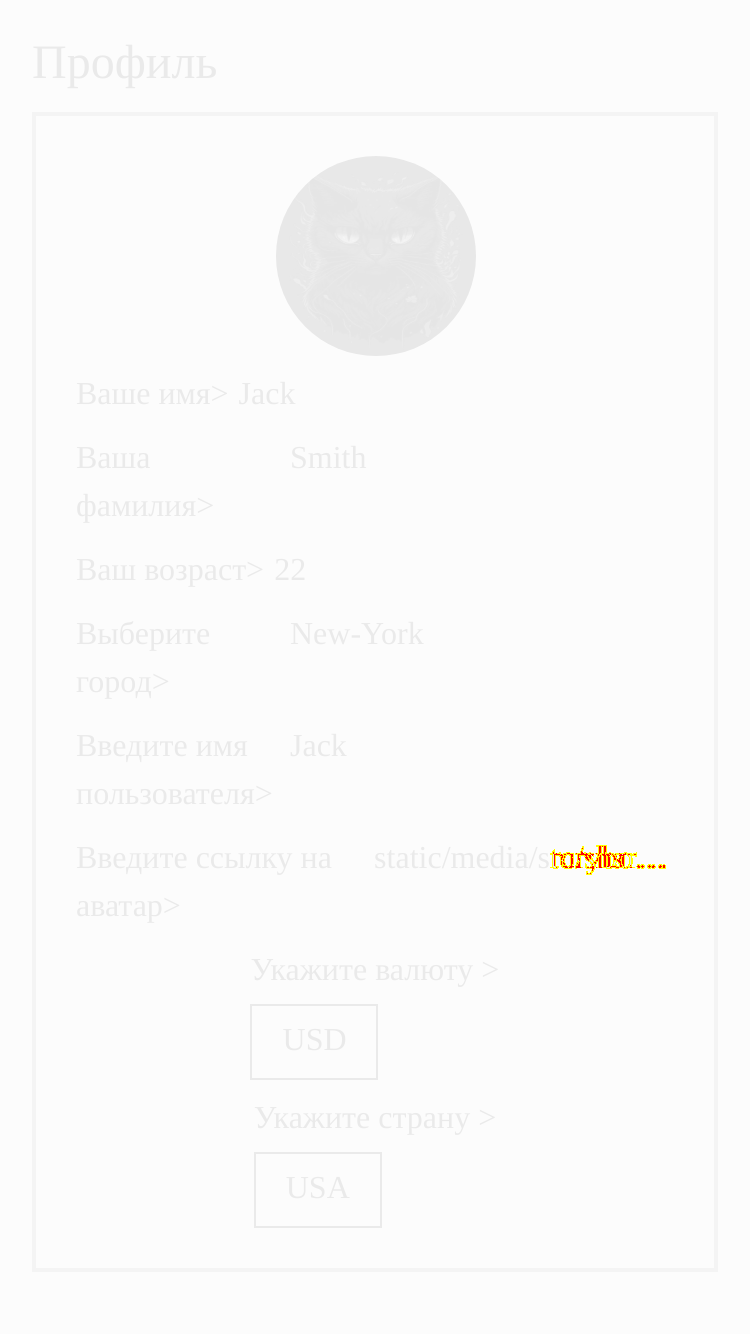 Профиль
Ваше имя> Jack
Ваша фамилия> Smith
Ваш возраст> 22
Выберите город> New-York
Введите имя пользователя> Jack
Введите ссылку на аватар> static/media/s
Укажите валюту >
USD
Укажите страну >
USA